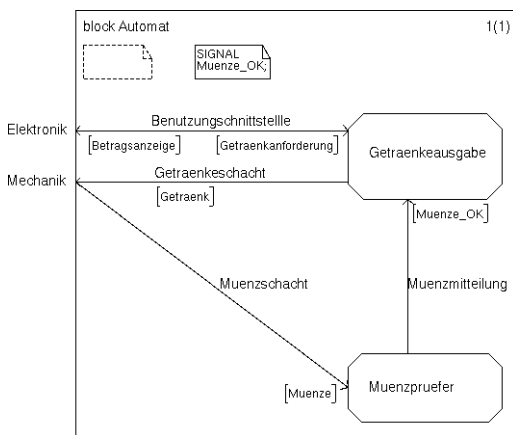 block Automat
1(1)
SIGNAL
Muenze_OK;
Elektronik
Benutzungschnittstellle
[Betragsanzeige]
[Getraenkanforderung]
Getraenkeausgabe
Mechanik
Getraenkeschacht
[Getraenk]
[Muenze_OK]
Muenzschacht
Muenzmitteilung
[Muenze]
Muenzpruefer